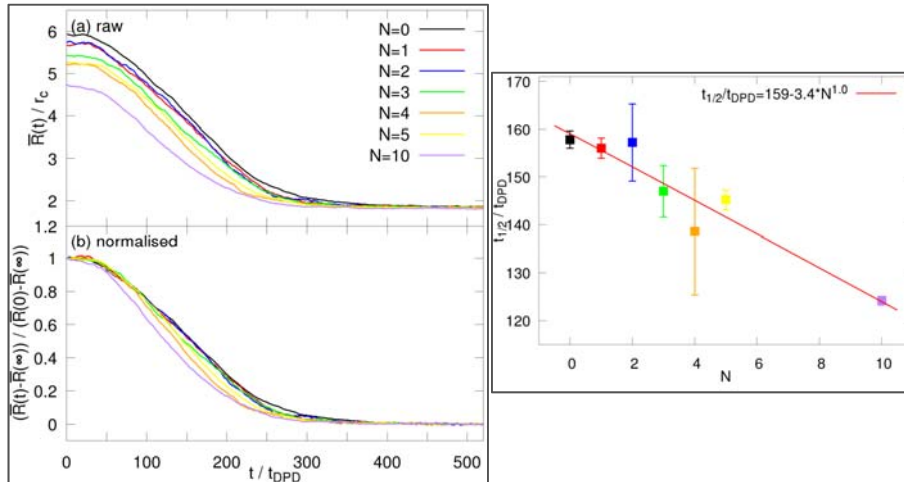 (a) raw
N=0
N=1
N=2
N=3
N=4
N=5
N=10
6
5
4
3
2
1.2
R̅(t) / r_c
(b) normalised
1
0.8
0.6
0.4
0.2
0
(R̅(t)-R̅(∞)) / (R̅(0)-R̅(∞))
0 100 200 300 400 500
t / t_DPD
170
160
150
140
130
120
t_1/2 / t_DPD
t_1/2/t_DPD=159-3.4*N^1.0
0 2 4 6 8 10
N